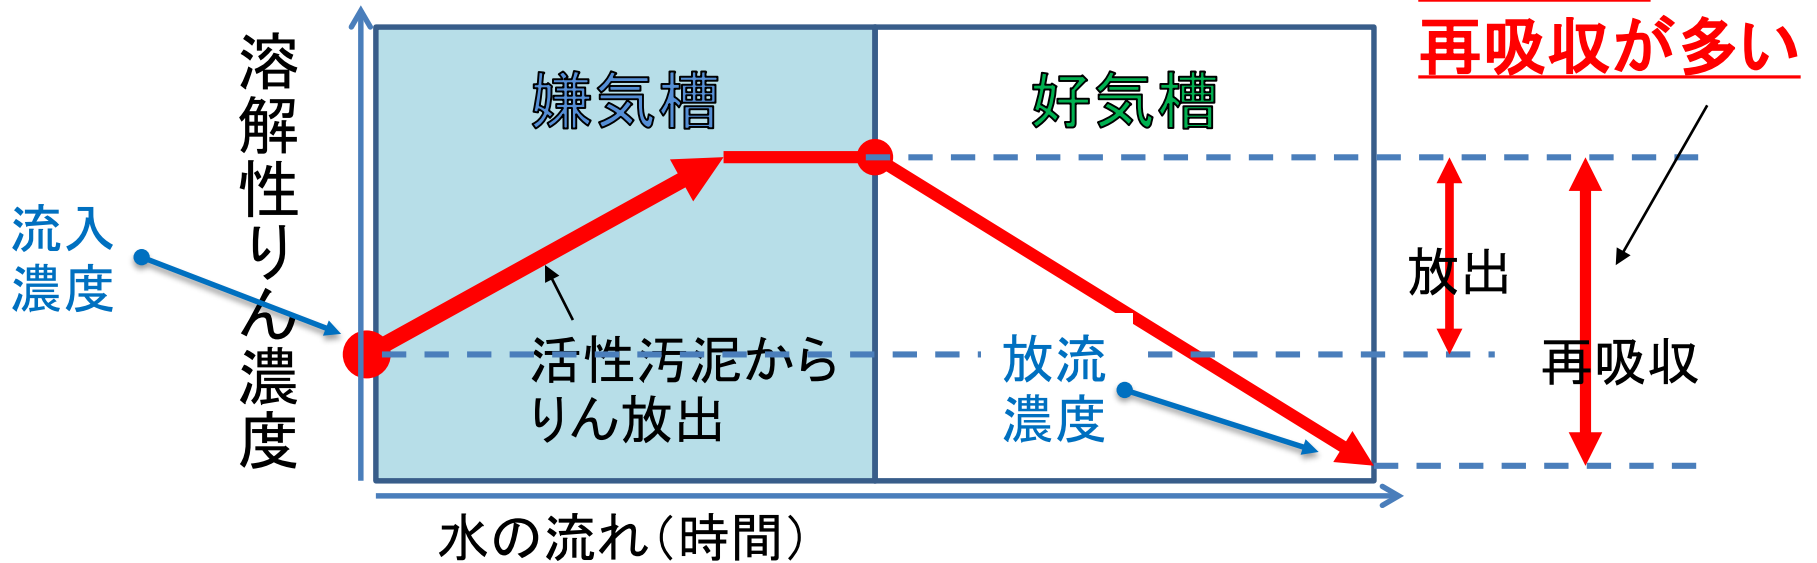 再吸収が多い
嫌気槽
好気槽
溶解性りん濃度
流入
濃度
放出
活性汚泥から
りん放出
放流
濃度
再吸収
水の流れ（時間）